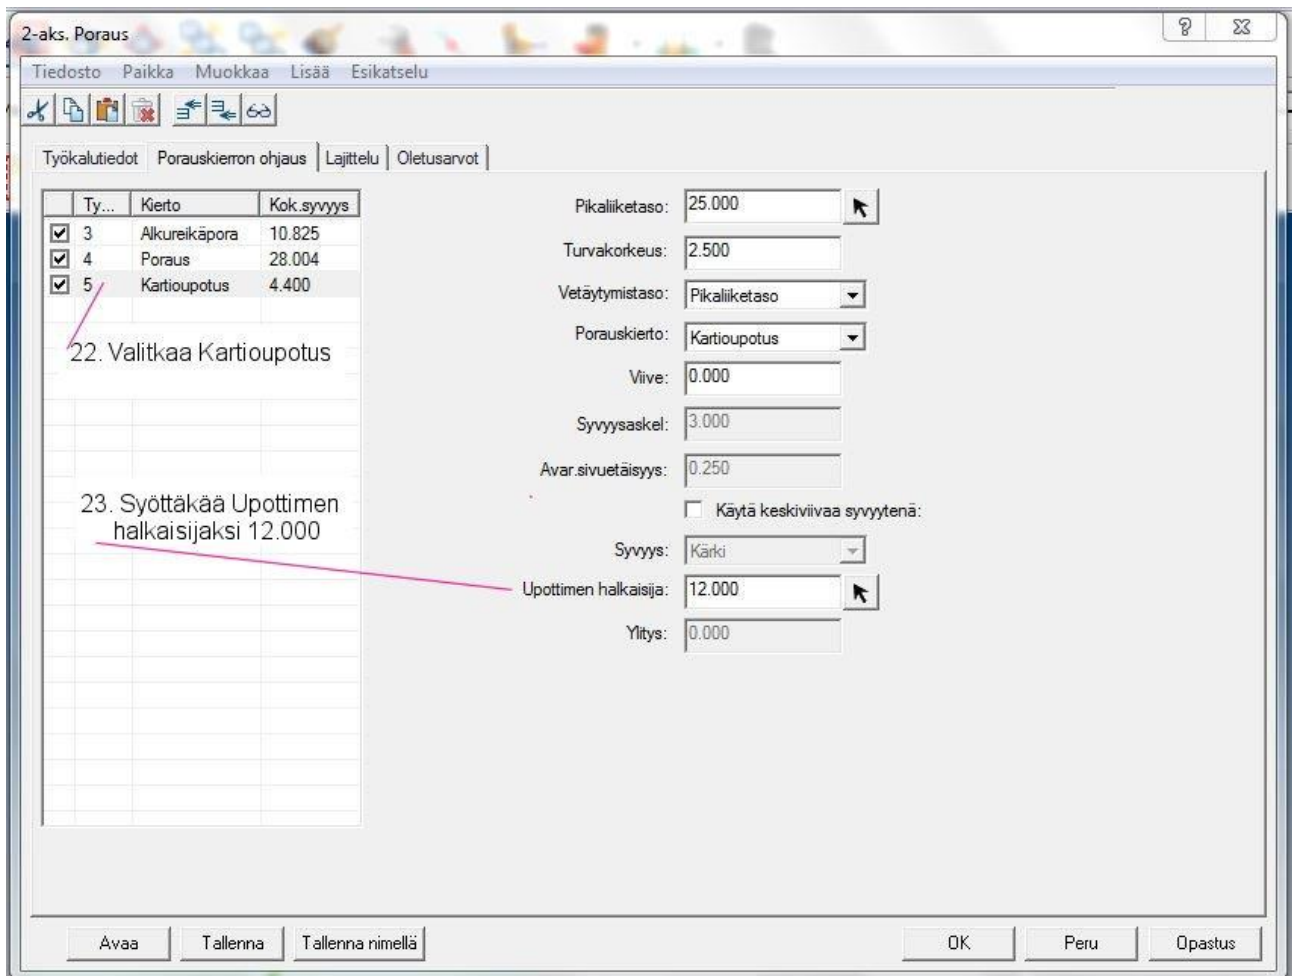 2-aks. Poraus
Tiedosto Paikka Muokkaa Lisää Esikatselu
Työkalutiedot Porauskierron ohjaus Lajittelu Oletusarvot
Ty... Kierto Kok.syvyys
3 Alkureikäpora 10.825
4 Poraus 28.004
5 Kartioupotus 4.400
22. Valitkaa Kartioupotus
23. Syöttäkää Upottimen
halkaisijaksi 12.000
Pikaliiketaso: 25.000
Turvakorkeus: 2.500
Vetäytymistaso: Pikaliiketaso
Porauskierto: Kartioupotus
Viive: 0.000
Syvyysaskel: 3.000
Avar.sivuetäisyys: 0.250
Käytä keskiviivaa syvyytenä:
Syvyys: Kärki
Upottimen halkaisija: 12.000
Ylitys: 0.000
Avaa Tallenna Tallenna nimellä OK Peru Opastus